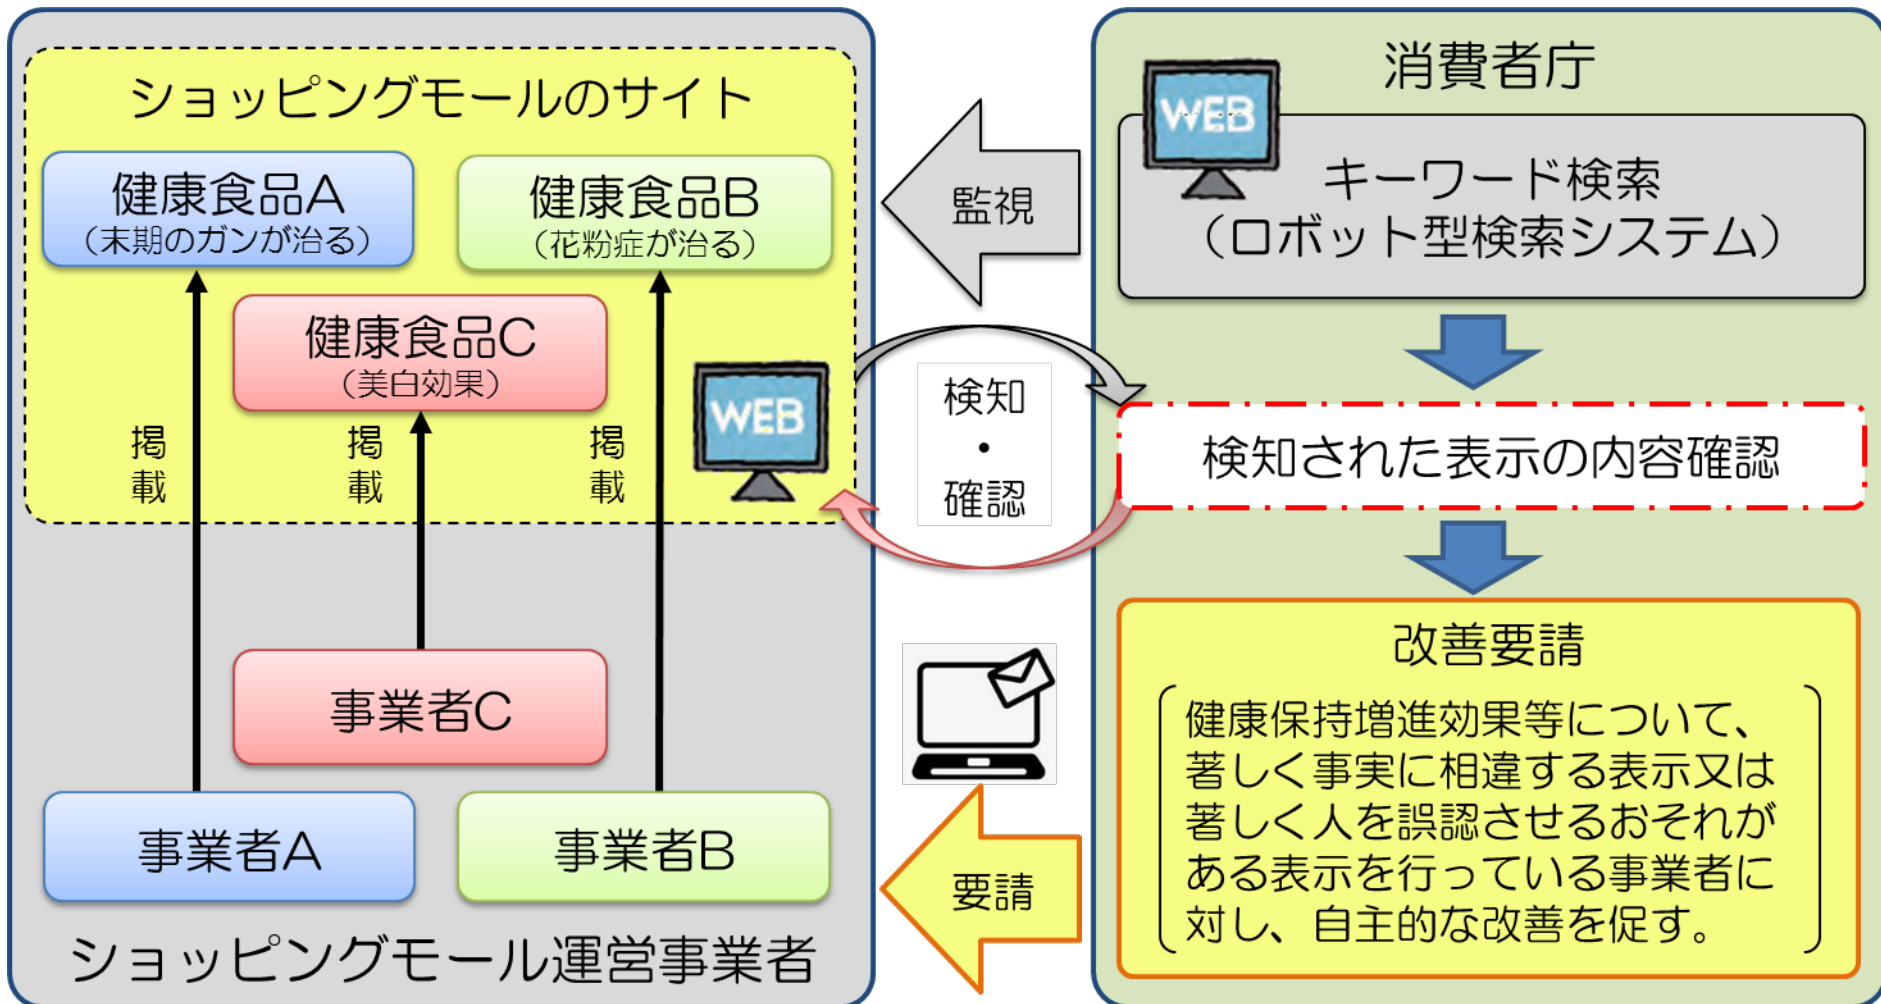 ショッピングモールのサイト
健康食品A
（末期のガンが治る）
健康食品B
（花粉症が治る）
健康食品C
（美白効果）
WEB
掲載
掲載
掲載
事業者C
事業者A
事業者B
ショッピングモール運営事業者
監視
検知
・
確認
要請
消費者庁
WEB
キーワード検索
（ロボット型検索システム）
検知された表示の内容確認
改善要請
健康保持増進効果等について、
著しく事実に相違する表示又は
著しく人を誤認させるおそれが
ある表示を行っている事業者に
対し、自主的な改善を促す。